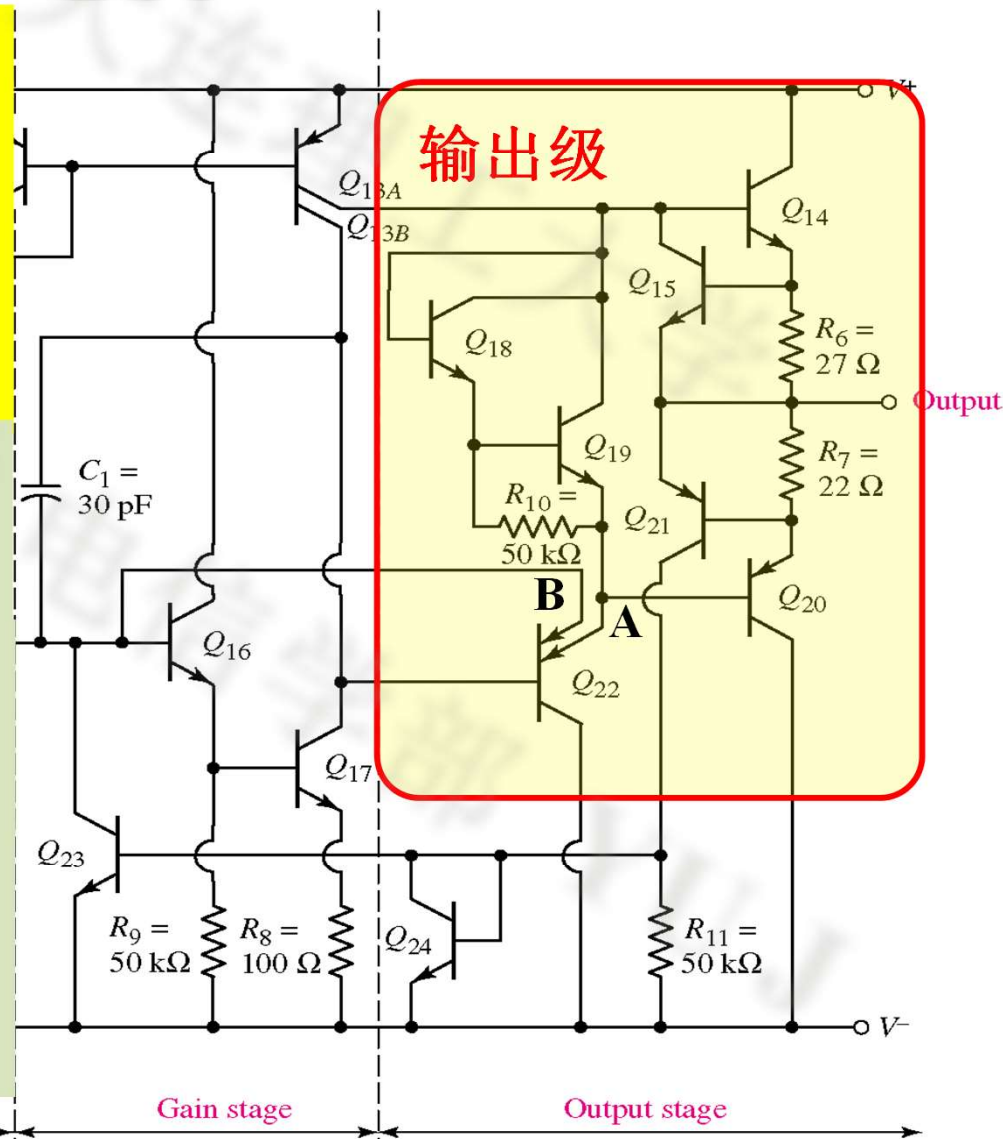 V+
输出级
Q13A
Q13B
Q14
Q15
Q18
R6 =
27 Ω
Output
Q19
R7 =
22 Ω
C1 =
30 pF
R10 =
50 kΩ
Q21
B
A
Q20
Q16
Q22
Q17
Q23
R9 =
50 kΩ
R8 =
100 Ω
Q24
R11 =
50 kΩ
V−
Gain stage
Output stage